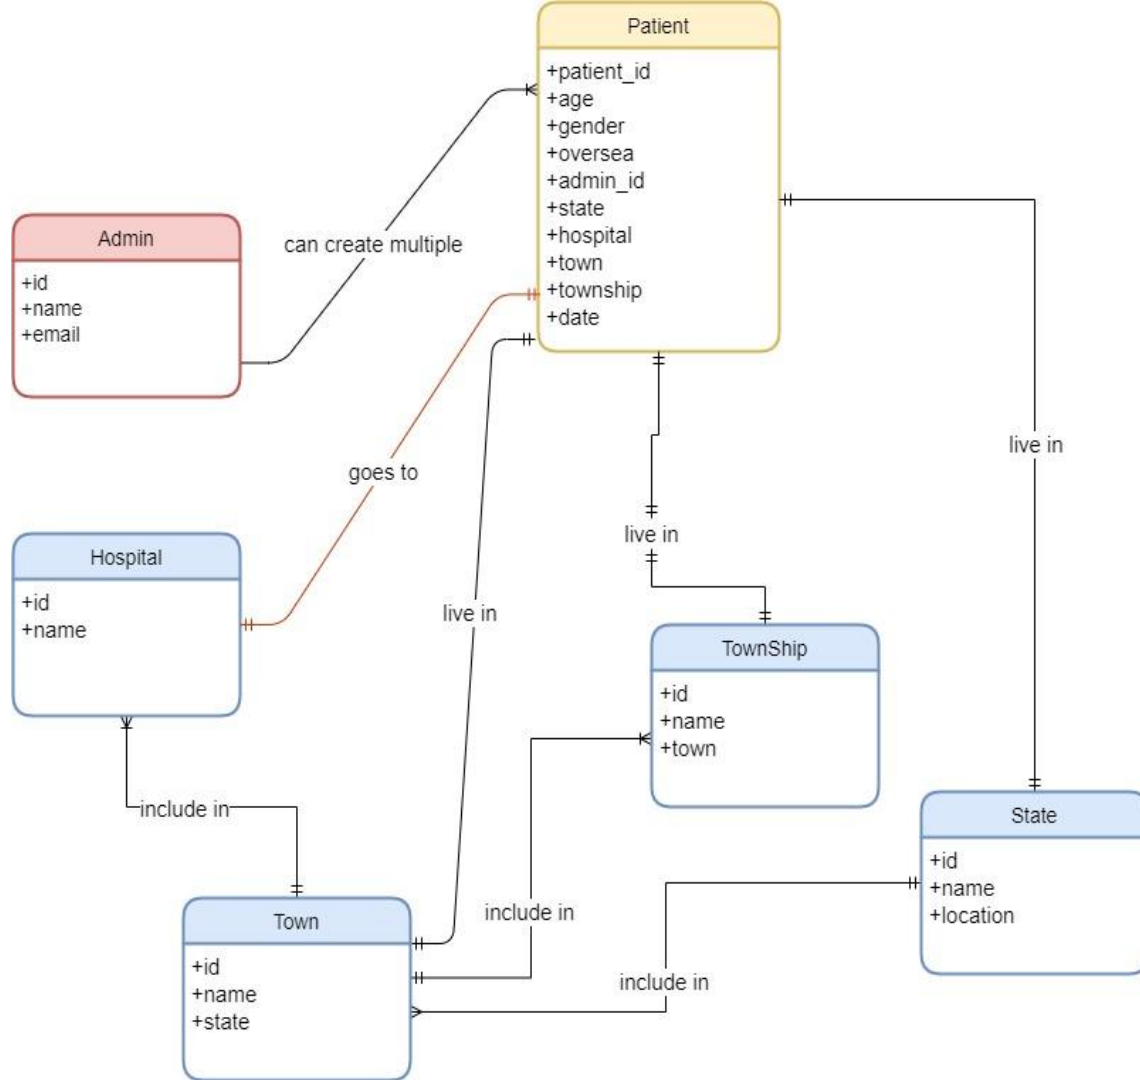 Patient
+patient_id
+age
+gender
+oversea
+admin_id
+state
+hospital
+town
+township
+date
Admin
+id
+name
+email
can create multiple
goes to
live in
live in
live in
Hospital
+id
+name
TownShip
+id
+name
+town
include in
include in
include in
State
+id
+name
+location
Town
+id
+name
+state